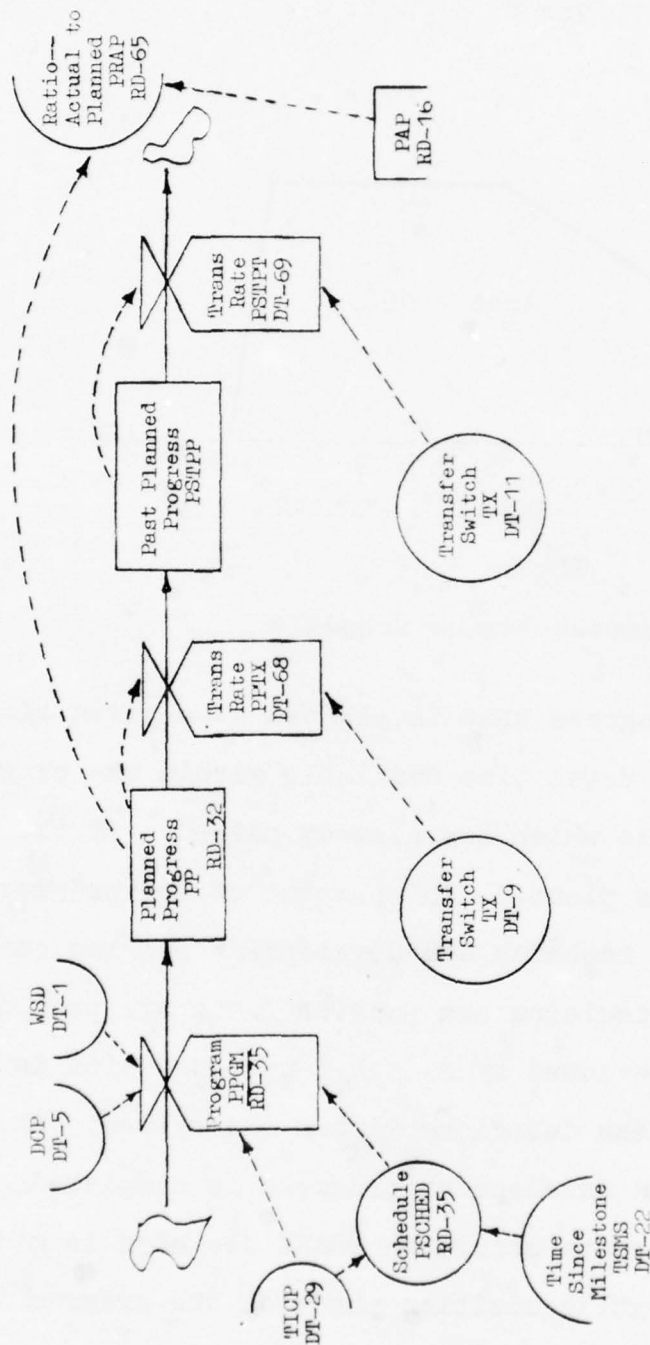 DCP
DT-5
WSD
DT-1
Ratio--
Actual to
Planned
PRAP
RD-65
Program
PPGM
RD-35
Planned
Progress
PP
RD-32
Trans
Rate
PPTX
DT-68
Past Planned
Progress
PSTPP
Trans
Rate
PSTPT
DT-69
PAP
RD-16
TICP
DT-29
Schedule
PSCHED
RD-35
Time
Since
Milestone
TSMS
DT-22
Transfer
Switch
TX
DT-9
Transfer
Switch
TX
DT-11